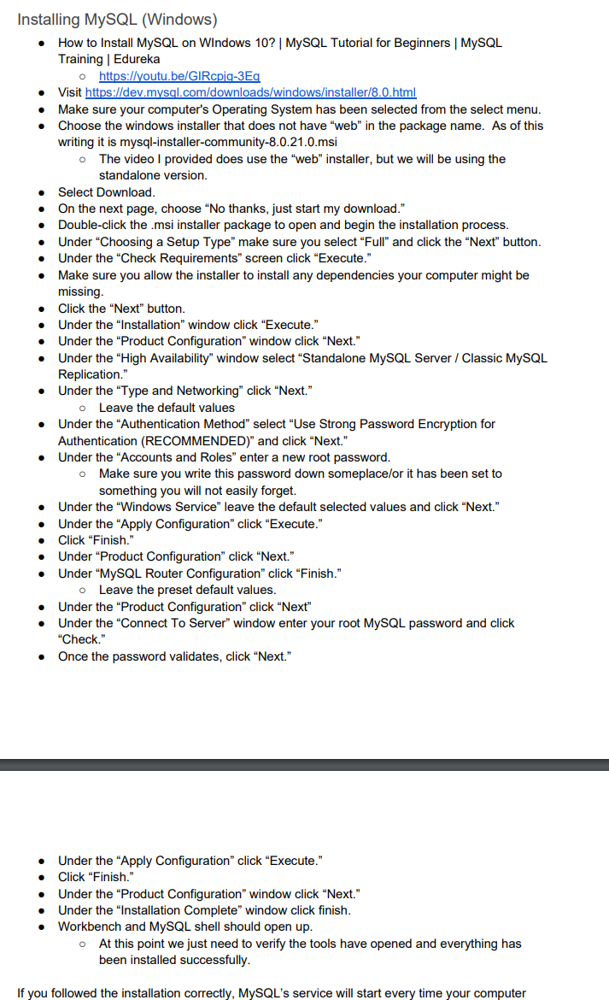 Installing MySQL (Windows)
● How to Install MySQL on WIndows 10? | MySQL Tutorial for Beginners | MySQL
Training | Edureka
○ https://youtu.be/GIRcpjq-3Eg
● Visit https://dev.mysql.com/downloads/windows/installer/8.0.html
● Make sure your computer's Operating System has been selected from the select menu.
● Choose the windows installer that does not have “web” in the package name. As of this
writing it is mysql-installer-community-8.0.21.0.msi
○ The video I provided does use the “web” installer, but we will be using the
standalone version.
● Select Download.
● On the next page, choose “No thanks, just start my download.”
● Double-click the .msi installer package to open and begin the installation process.
● Under “Choosing a Setup Type” make sure you select “Full” and click the “Next” button.
● Under the “Check Requirements” screen click “Execute.”
● Make sure you allow the installer to install any dependencies your computer might be
missing.
● Click the “Next” button.
● Under the “Installation” window click “Execute.”
● Under the “Product Configuration” window click “Next.”
● Under the “High Availability” window select “Standalone MySQL Server / Classic MySQL
Replication.”
● Under the “Type and Networking” click “Next.”
○ Leave the default values
● Under the “Authentication Method” select “Use Strong Password Encryption for
Authentication (RECOMMENDED)” and click “Next.”
● Under the “Accounts and Roles” enter a new root password.
○ Make sure you write this password down someplace/or it has been set to
something you will not easily forget.
● Under the “Windows Service” leave the default selected values and click “Next.”
● Under the “Apply Configuration” click “Execute.”
● Click “Finish.”
● Under “Product Configuration” click “Next.”
● Under “MySQL Router Configuration” click “Finish.”
○ Leave the preset default values.
● Under the “Product Configuration” click “Next”
● Under the “Connect To Server” window enter your root MySQL password and click
“Check.”
● Once the password validates, click “Next.”
● Under the “Apply Configuration” click “Execute.”
● Click “Finish.”
● Under the “Product Configuration” window click “Next.”
● Under the “Installation Complete” window click finish.
● Workbench and MySQL shell should open up.
○ At this point we just need to verify the tools have opened and everything has
been installed successfully.
If you followed the installation correctly, MySQL’s service will start every time your computer